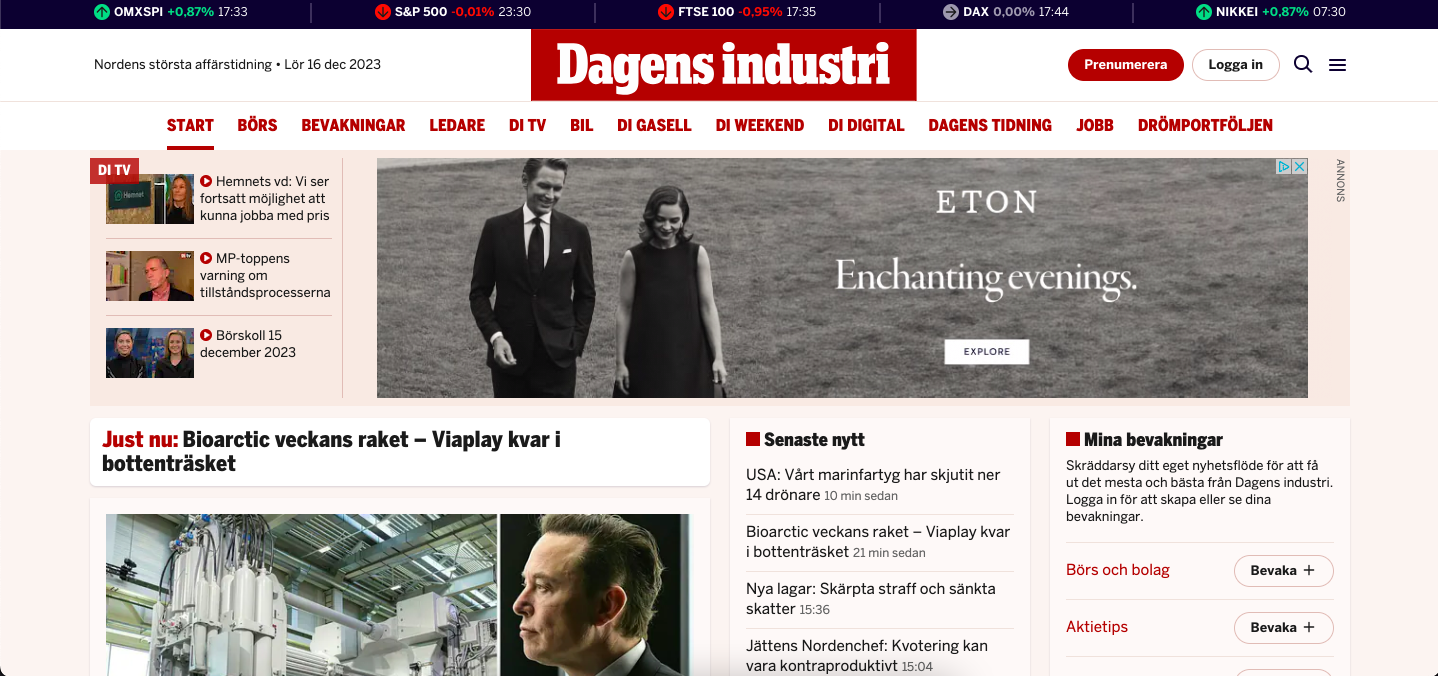 OMXSPI +0,87% 17:33
S&P 500 -0,01% 23:30
FTSE 100 -0,95% 17:35
DAX 0,00% 17:44
NIKKEI +0,87% 07:30
Nordens största affärstidning • Lör 16 dec 2023
Dagens industri
Prenumerera
Logga in
START BÖRS BEVAKNINGAR LEDARE DI TV BIL DI GASELL DI WEEKEND DI DIGITAL DAGENS TIDNING JOBB DRÖMPORTFÖLJEN
DI TV
Hemnet
Hemnets vd: Vi ser
fortsatt möjlighet att
kunna jobba med pris
MP-toppens
varning om
tillståndsprocesserna
Börskoll 15
december 2023
ETON
Enchanting evenings.
EXPLORE
ANNONS
Just nu: Bioarctic veckans raket – Viaplay kvar i
bottenträsket
Senaste nytt
USA: Vårt marinfartyg har skjutit ner
14 drönare 10 min sedan
Bioarctic veckans raket – Viaplay kvar
i bottenträsket 21 min sedan
Nya lagar: Skärpta straff och sänkta
skatter 15:36
Jättens Nordenchef: Kvotering kan
vara kontraproduktivt 15:04
Mina bevakningar
Skräddarsy ditt eget nyhetsflöde för att få
ut det mesta och bästa från Dagens industri.
Logga in för att skapa eller se dina
bevakningar.
Börs och bolag
Bevaka +
Aktietips
Bevaka +